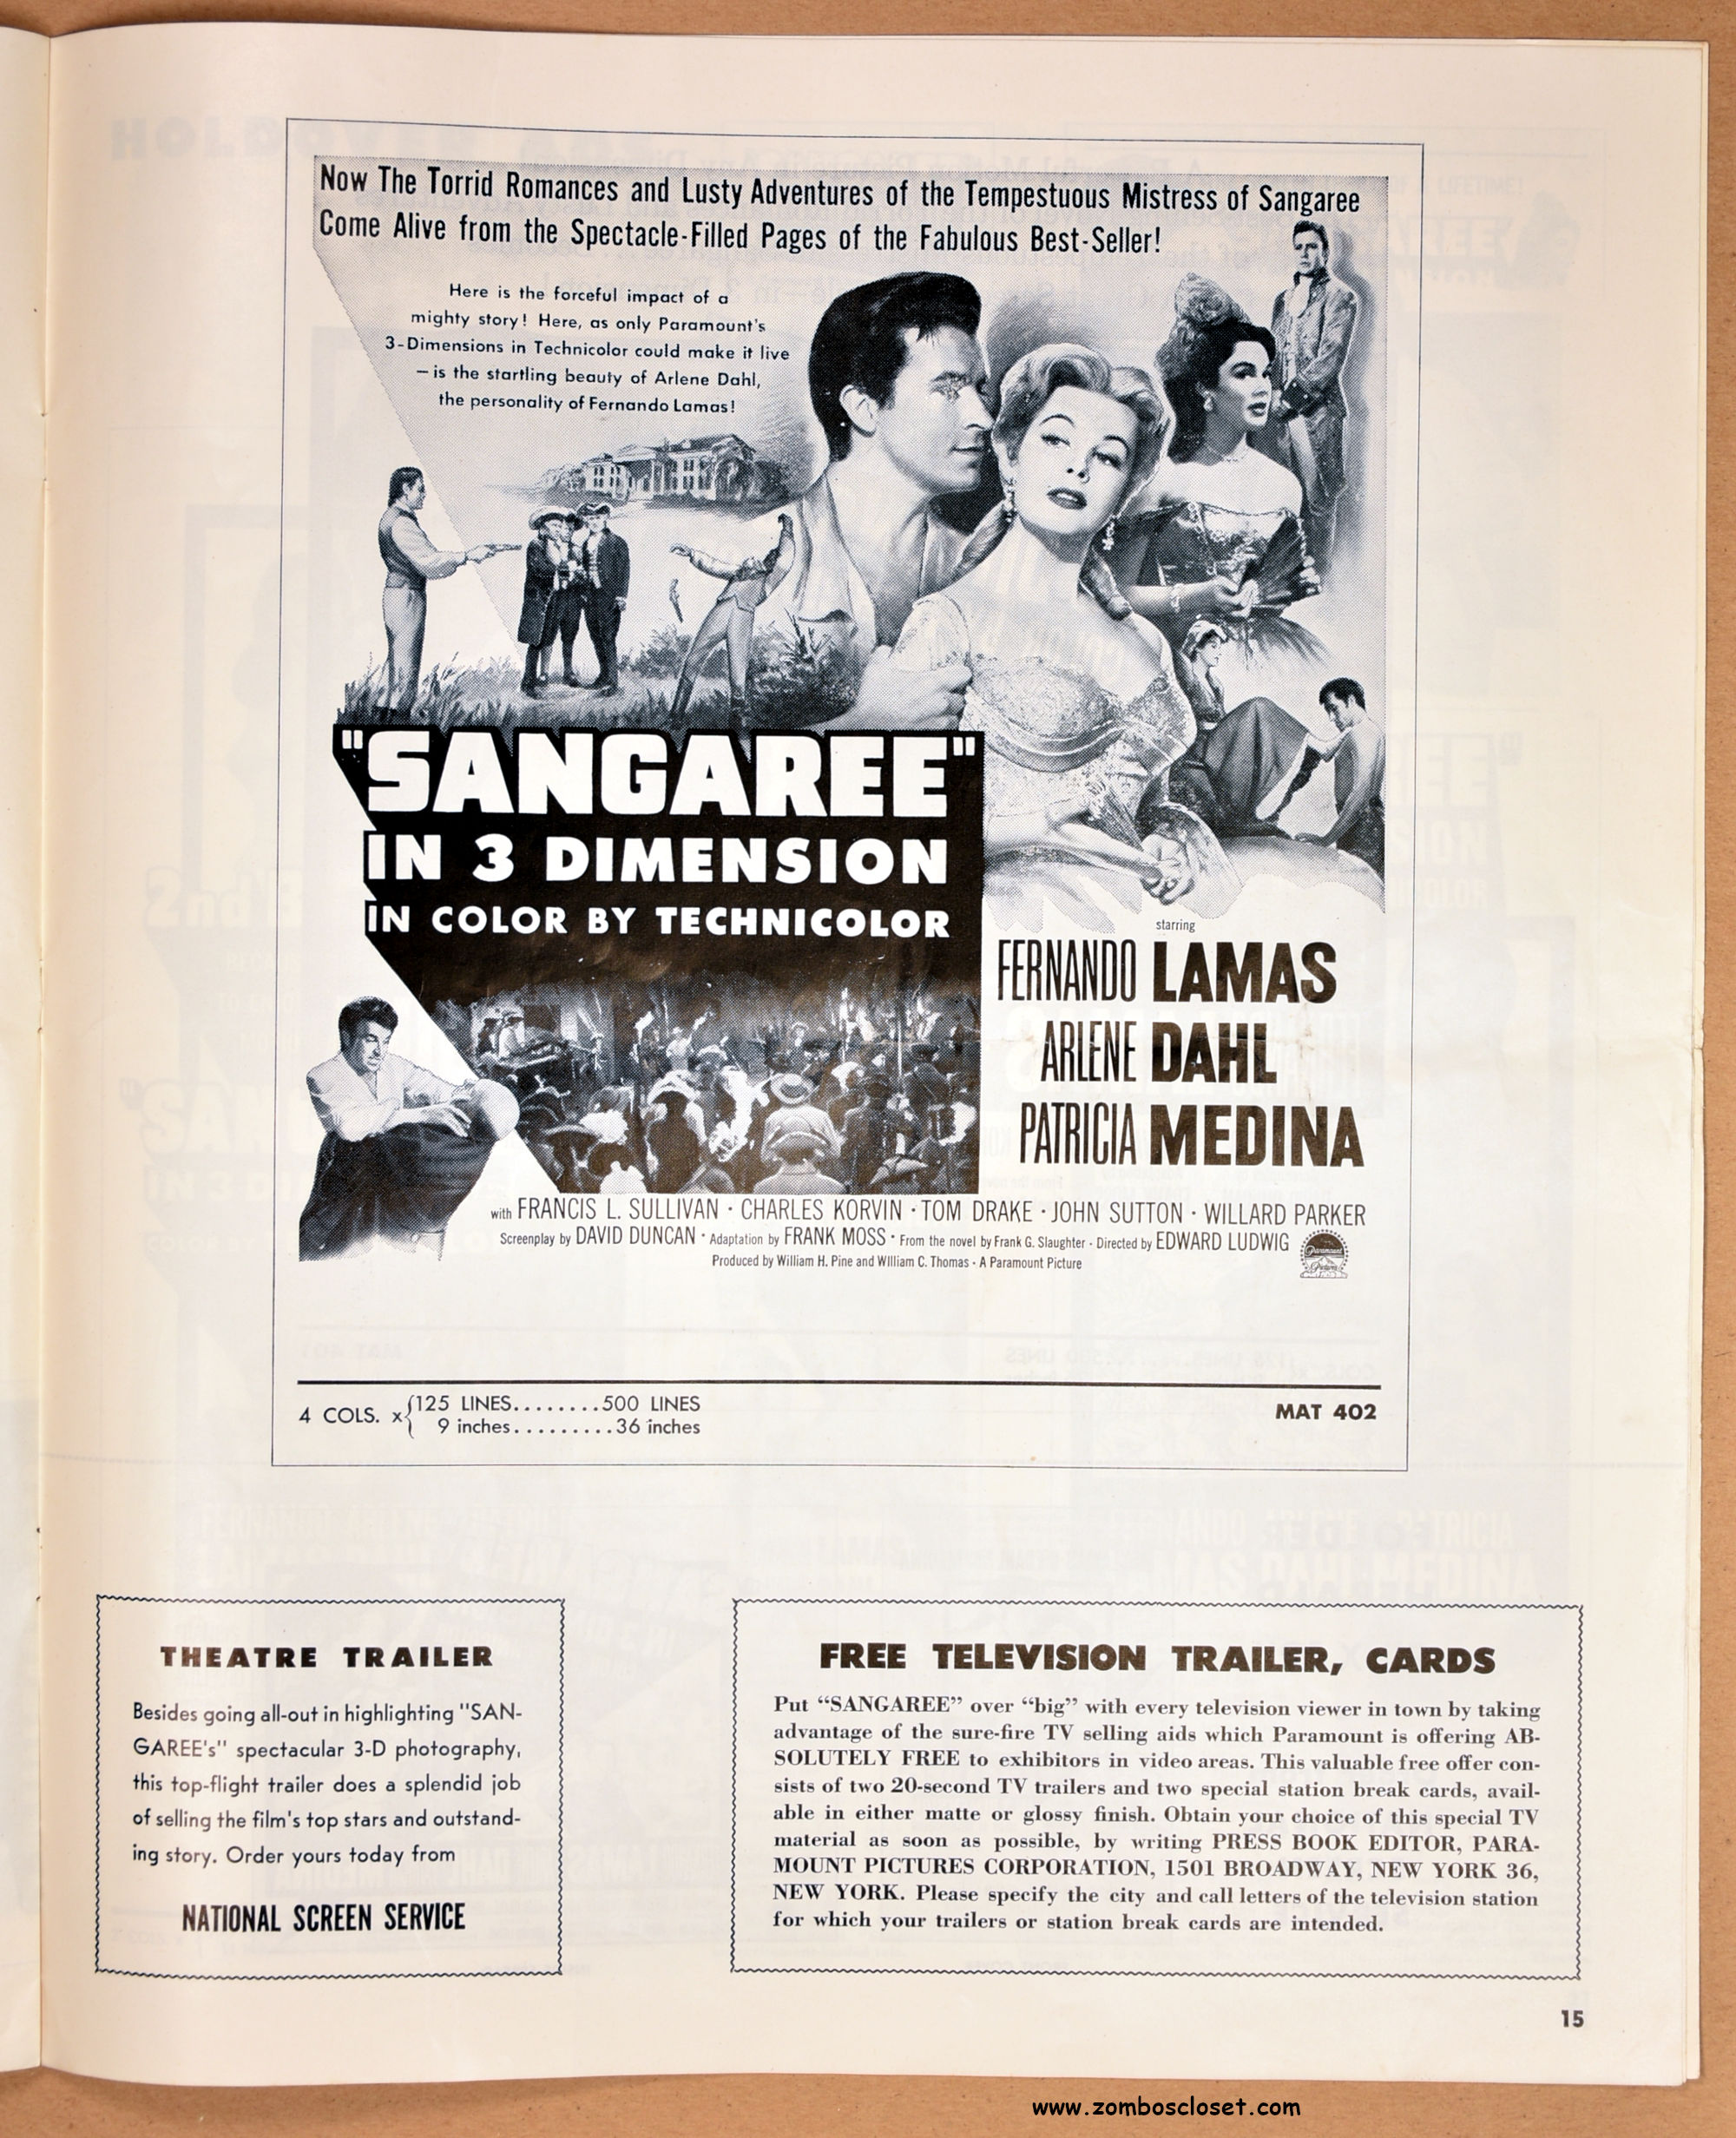 Now The Torrid Romances and Lusty Adventures of the Tempestuous Mistress of Sangaree
Come Alive from the Spectacle-Filled Pages of the Fabulous Best-Seller!
Here is the forceful impact of a
mighty story! Here, as only Paramount's
3-Dimensions in Technicolor could make it live
— is the startling beauty of Arlene Dahl,
the personality of Fernando Lamas!
"SANGAREE"
IN 3 DIMENSION
IN COLOR BY TECHNICOLOR
starring
FERNANDO LAMAS
ARLENE DAHL
PATRICIA MEDINA
with FRANCIS L. SULLIVAN · CHARLES KORVIN · TOM DRAKE · JOHN SUTTON · WILLARD PARKER
Screenplay by DAVID DUNCAN · Adaptation by FRANK MOSS · From the novel by Frank G. Slaughter · Directed by EDWARD LUDWIG
Produced by William H. Pine and William C. Thomas · A Paramount Picture
Paramount
Pictures
4 COLS. x { 125 LINES........500 LINES
9 inches.........36 inches
MAT 402
THEATRE TRAILER
Besides going all-out in highlighting "SAN-
GAREE's" spectacular 3-D photography,
this top-flight trailer does a splendid job
of selling the film's top stars and outstand-
ing story. Order yours today from
NATIONAL SCREEN SERVICE
FREE TELEVISION TRAILER, CARDS
Put “SANGAREE” over “big” with every television viewer in town by taking
advantage of the sure-fire TV selling aids which Paramount is offering AB-
SOLUTELY FREE to exhibitors in video areas. This valuable free offer con-
sists of two 20-second TV trailers and two special station break cards, avail-
able in either matte or glossy finish. Obtain your choice of this special TV
material as soon as possible, by writing PRESS BOOK EDITOR, PARA-
MOUNT PICTURES CORPORATION, 1501 BROADWAY, NEW YORK 36,
NEW YORK. Please specify the city and call letters of the television station
for which your trailers or station break cards are intended.
15
www.zomboscloset.com